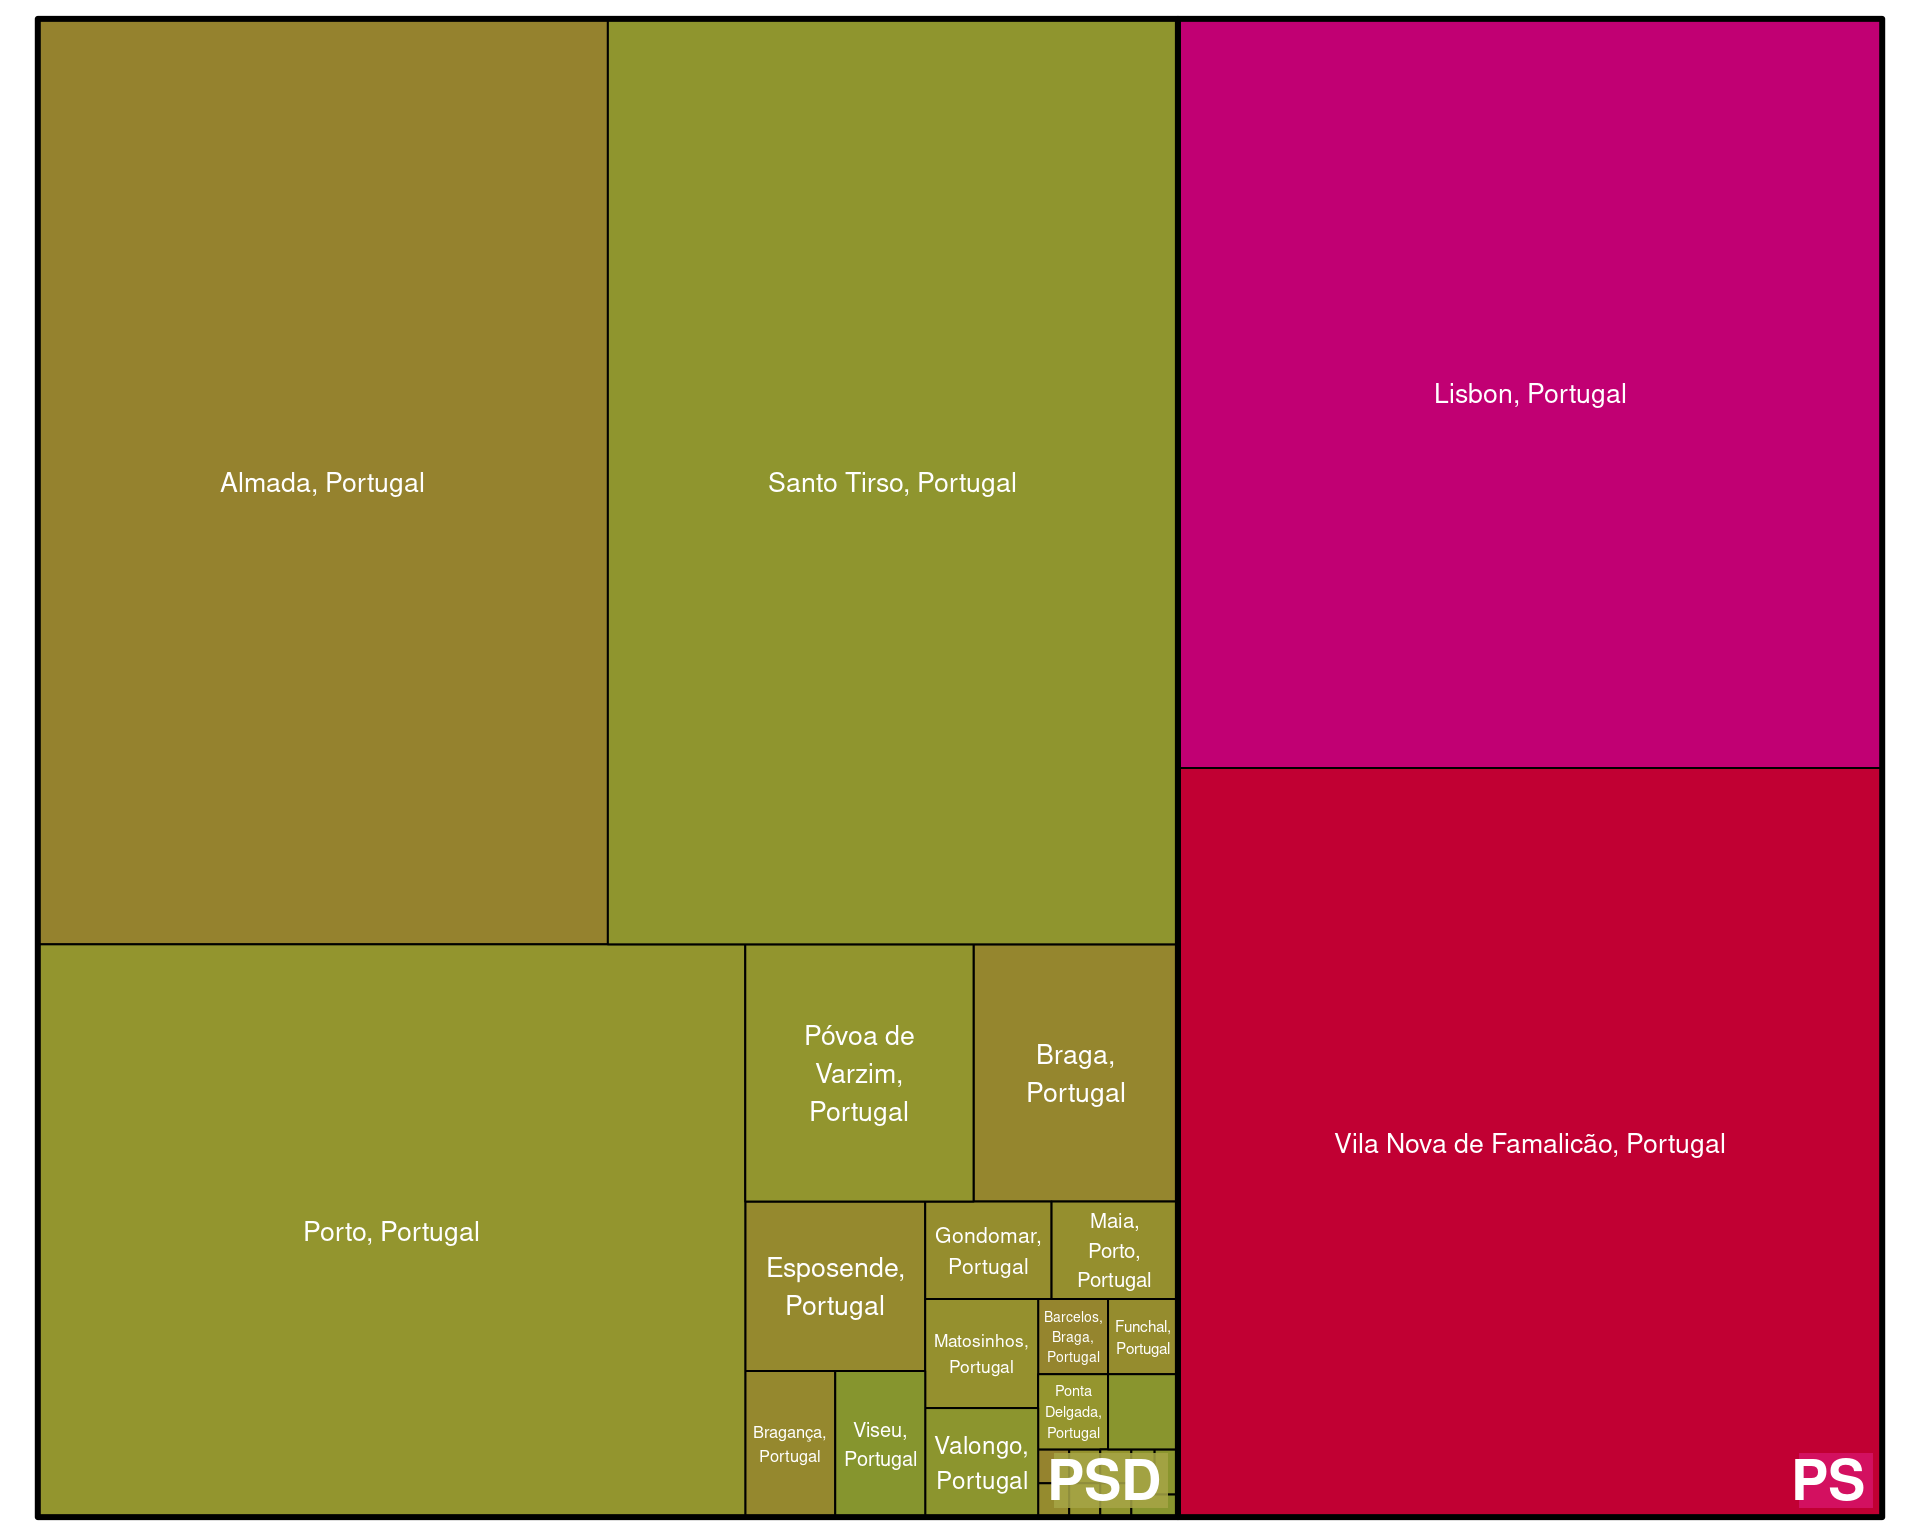 Almada, Portugal
Santo Tirso, Portugal
Lisbon, Portugal
Porto, Portugal
Póvoa de
Varzim,
Portugal
Braga,
Portugal
Vila Nova de Famalicão, Portugal
Esposende,
Portugal
Gondomar,
Portugal
Maia,
Porto,
Portugal
Matosinhos,
Portugal
Barcelos,
Braga,
Portugal
Funchal,
Portugal
Ponta
Delgada,
Portugal
Bragança,
Portugal
Viseu,
Portugal
Valongo,
Portugal
PSD
PS